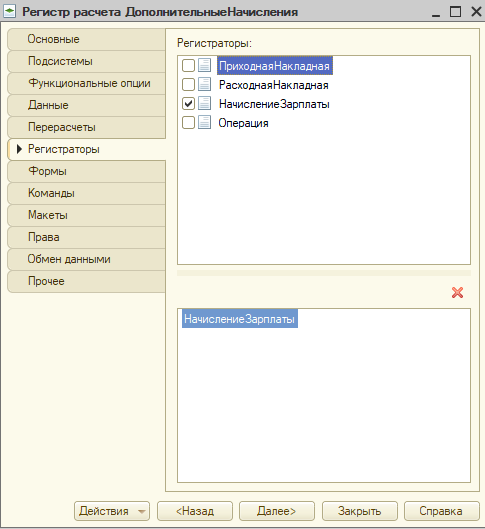 Регистр расчета ДополнительныеНачисления
Основные
Подсистемы
Функциональные опции
Данные
Перерасчеты
Регистраторы
Формы
Команды
Макеты
Права
Обмен данными
Прочее
Регистраторы:
ПриходнаяНакладная
РасходнаяНакладная
НачислениеЗарплаты
Операция
НачислениеЗарплаты
Действия
<Назад
Далее>
Закрыть
Справка